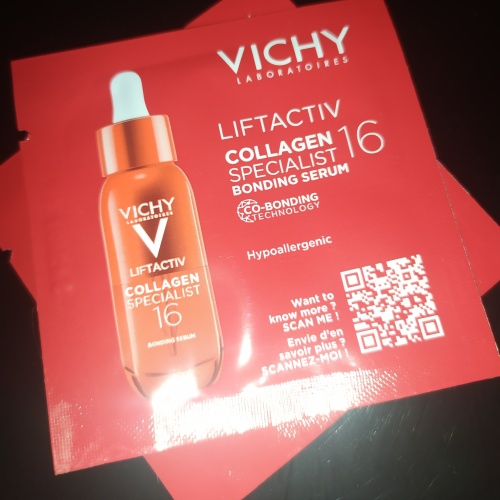 VICHY
LABORATOIRES
LIFTACTIV
COLLAGEN
SPECIALIST 16
BONDING SERUM
CO-BONDING
TECHNOLOGY
Hypoallergenic
Want to
know more ?
SCAN ME !
Envie d'en
savoir plus ?
SCANNEZ-MOI !
VICHY
LABORATOIRES
LIFTACTIV
COLLAGEN
SPECIALIST
16
BONDING SERUM